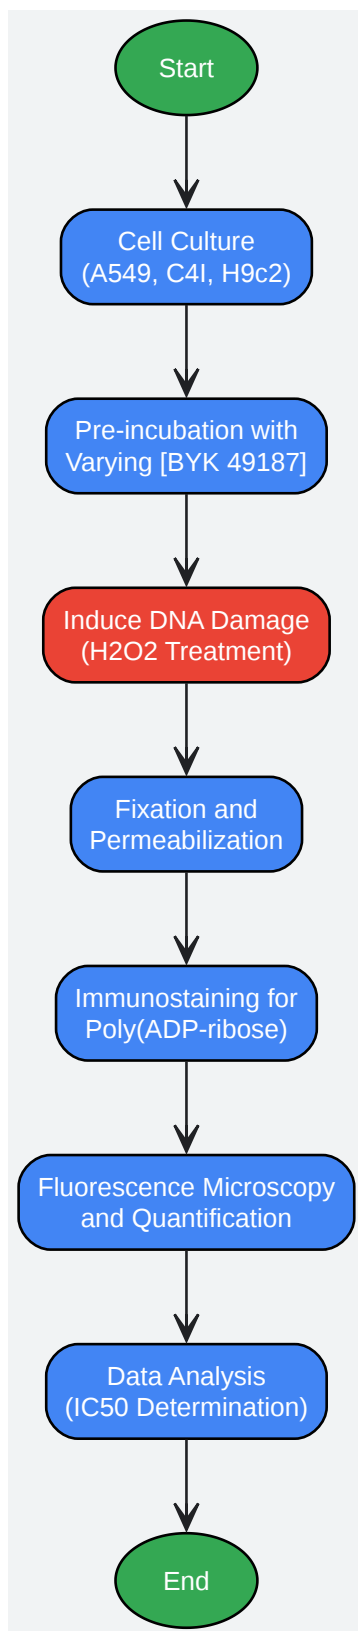 Start
Cell Culture
(A549, C4I, H9c2)
Pre-incubation with
Varying [BYK 49187]
Induce DNA Damage
(H2O2 Treatment)
Fixation and
Permeabilization
Immunostaining for
Poly(ADP-ribose)
Fluorescence Microscopy
and Quantification
Data Analysis
(IC50 Determination)
End